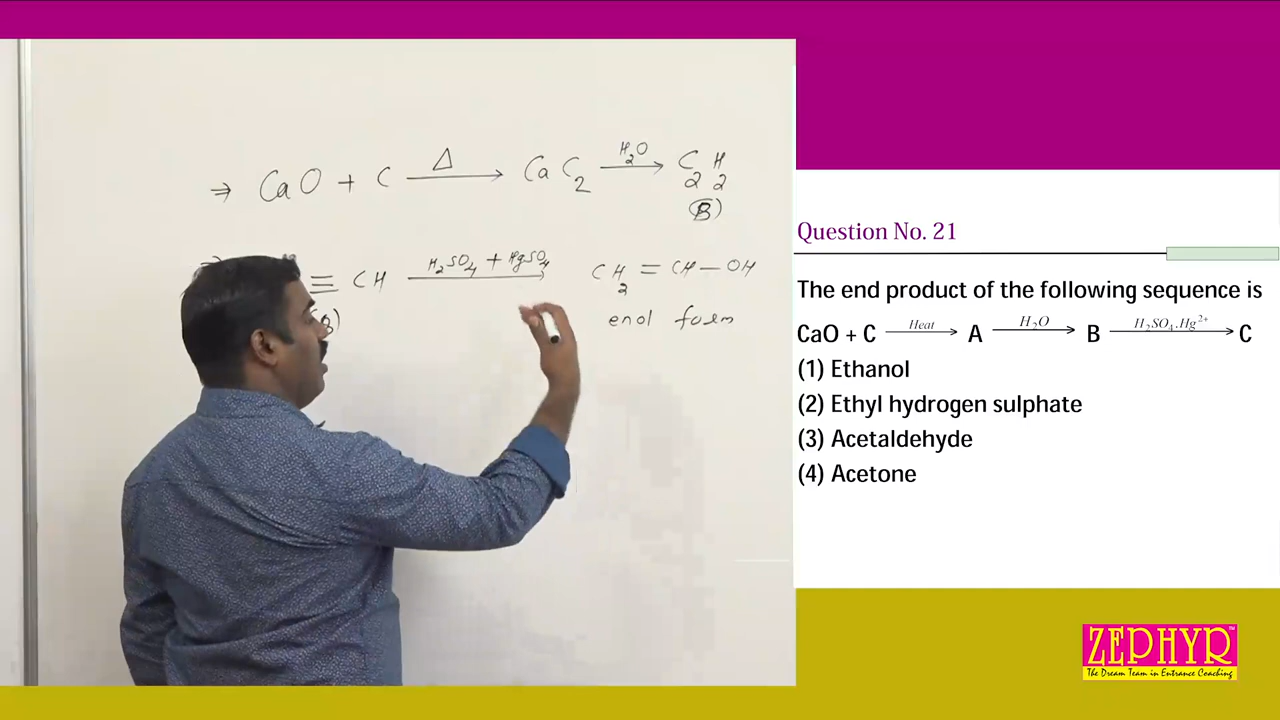 ⇒ CaO + C —Δ→ CaC2 —H2O→ C2H2
(B)
≡ CH —H2SO4 + HgSO4→ CH2 = CH – OH
B)
enol form
Question No. 21
The end product of the following sequence is
CaO + C —Heat→ A —H2O→ B —H2SO4.Hg2+→ C
(1) Ethanol
(2) Ethyl hydrogen sulphate
(3) Acetaldehyde
(4) Acetone
ZEPHYR™
The Dream Team in Entrance Coaching